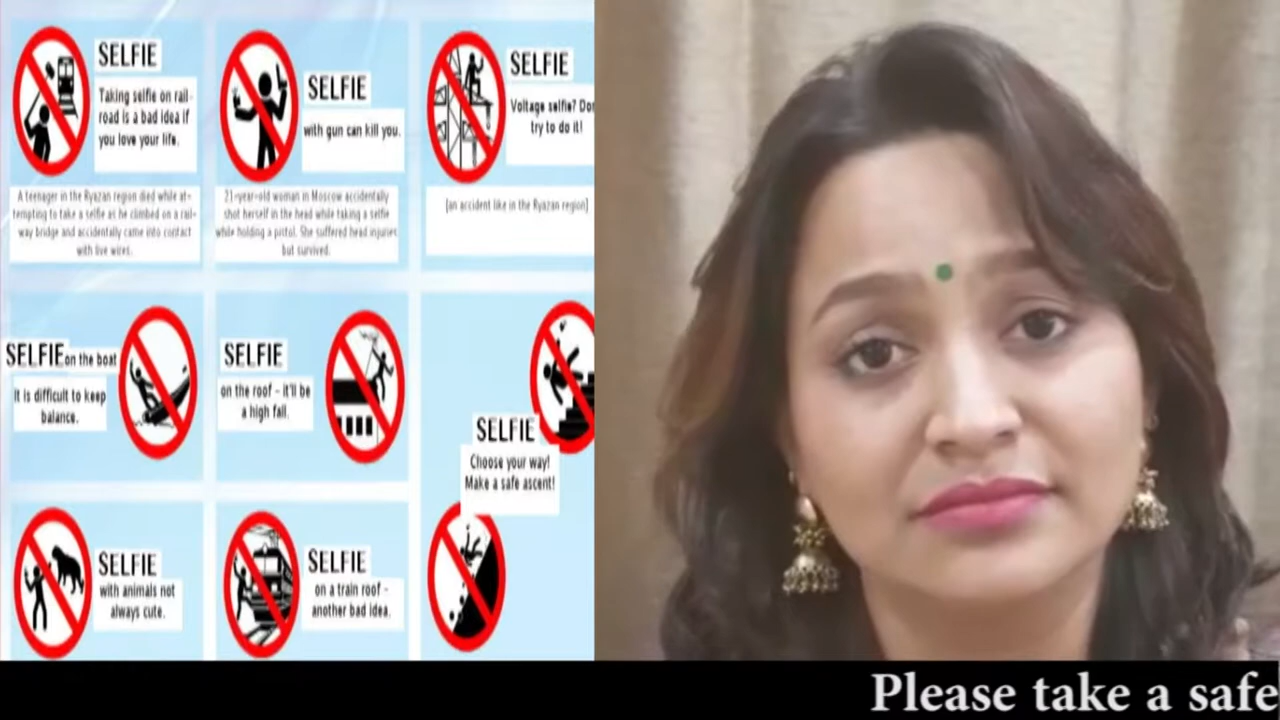 SELFIE
Taking selfie on rail-
road is a bad idea if
you love your life.
A teenager in the Ryazan region died while at-
tempting to take a selfie as he climbed on a rail-
way bridge and accidentally came into contact
with live wires.
SELFIE
with gun can kill you.
21-year-old woman in Moscow accidentally
shot herself in the head while taking a selfie
while holding a pistol. She suffered head injuries
but survived.
SELFIE
Voltage selfie? Don
try to do it!
[an accident like in the Ryazan region]
SELFIE on the boat
it is difficult to keep
balance.
SELFIE
on the roof - it'll be
a high fall.
SELFIE
Choose your way!
Make a safe ascent!
SELFIE
with animals not
always cute.
SELFIE
on a train roof -
another bad idea.
Please take a safe